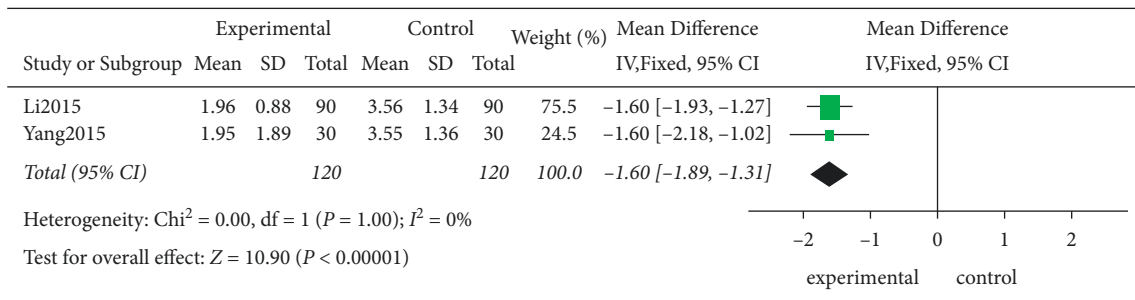 Experimental Control Weight (%) Mean Difference Mean Difference
Study or Subgroup Mean SD Total Mean SD Total IV,Fixed, 95% CI IV,Fixed, 95% CI
Li2015 1.96 0.88 90 3.56 1.34 90 75.5 –1.60 [–1.93, –1.27]
Yang2015 1.95 1.89 30 3.55 1.36 30 24.5 –1.60 [–2.18, –1.02]
Total (95% CI) 120 120 100.0 –1.60 [–1.89, –1.31]
Heterogeneity: Chi² = 0.00, df = 1 (P = 1.00); I² = 0%
Test for overall effect: Z = 10.90 (P < 0.00001)
–2 –1 0 1 2
experimental control